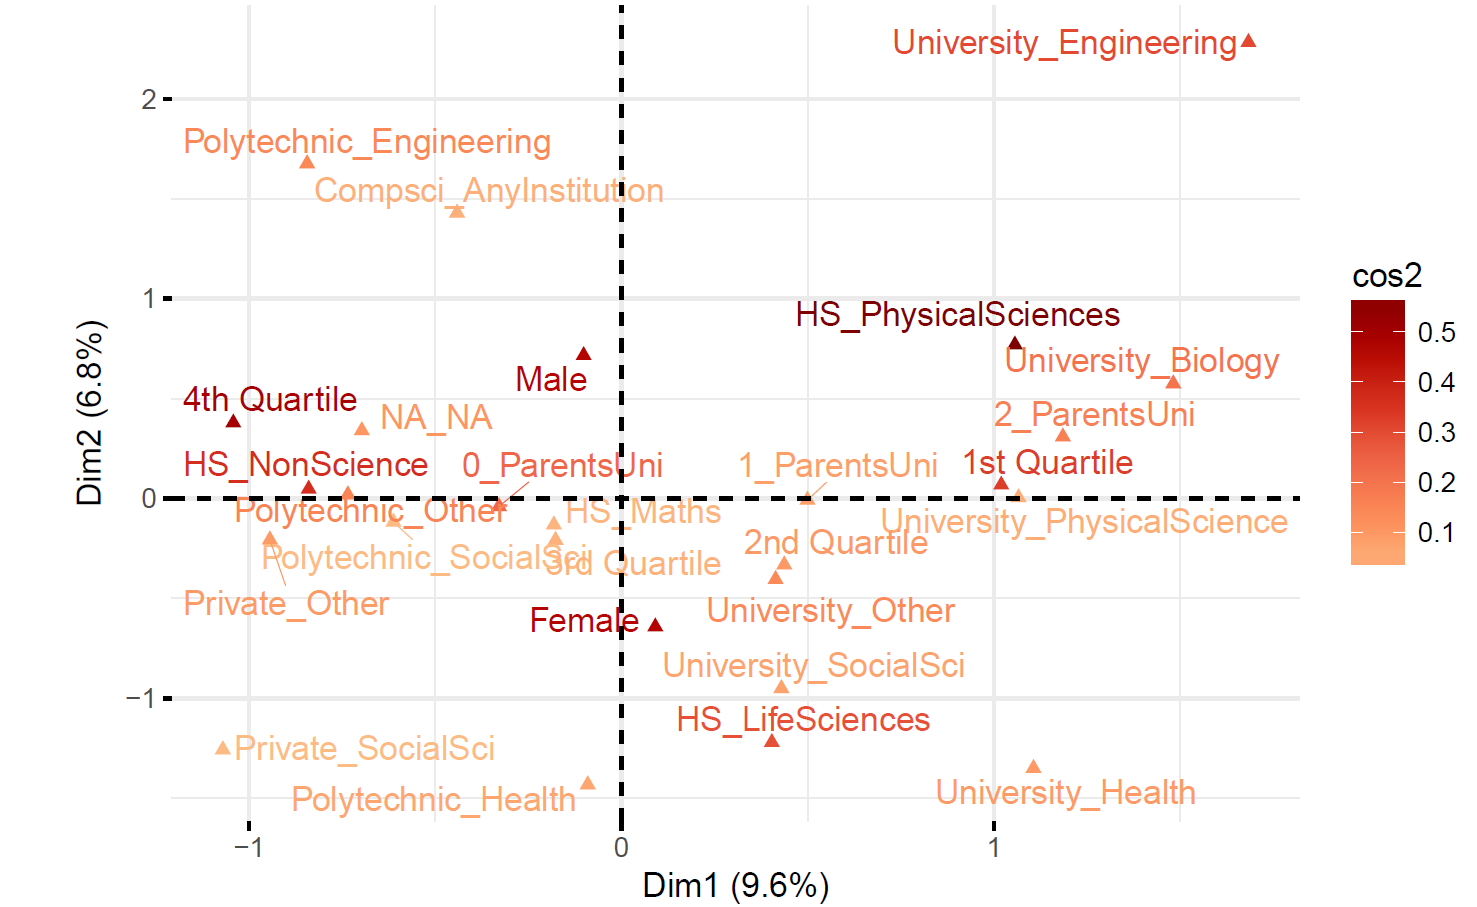 University_Engineering
2
Polytechnic_Engineering
Compsci_AnyInstitution
cos2
1
HS_PhysicalSciences
0.5
University_Biology
Male
0.4
4th Quartile
NA_NA
2_ParentsUni
0.3
HS_NonScience
0_ParentsUni
1_ParentsUni
1st Quartile
0.2
Dim2 (6.8%)
0
Polytechnic_Other
HS_Maths
University_PhysicalScience
0.1
2nd Quartile
Polytechnic_SocialSci
3rd Quartile
Private_Other
University_Other
Female
University_SocialSci
−1
HS_LifeSciences
Private_SocialSci
Polytechnic_Health
University_Health
−1
0
1
Dim1 (9.6%)